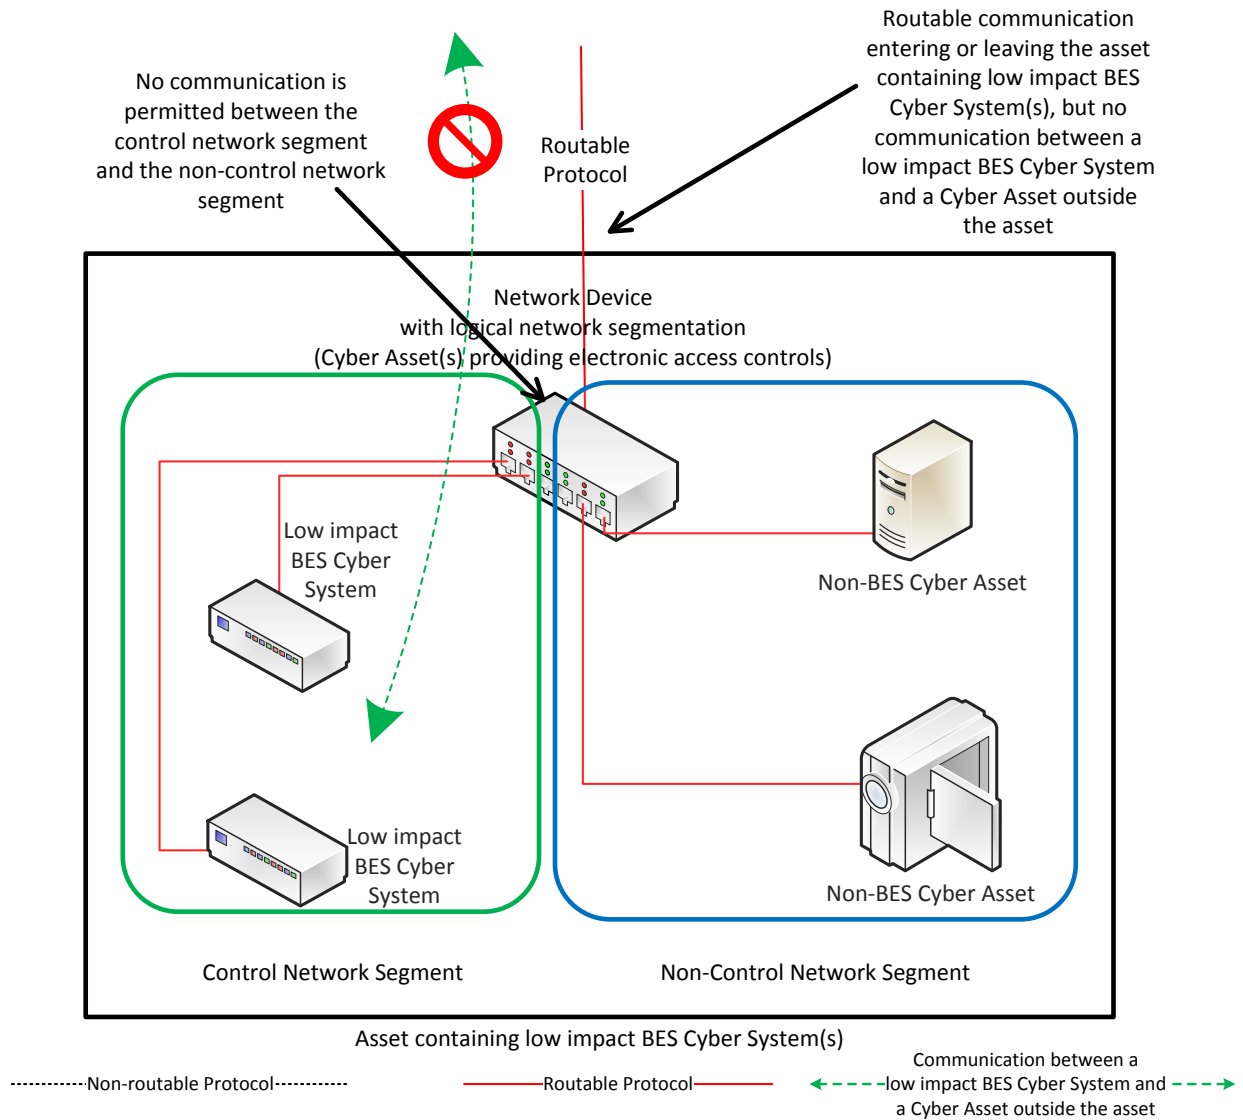 No communication is
permitted between the
control network segment
and the non-control network
segment
Routable
Protocol
Routable communication
entering or leaving the asset
containing low impact BES
Cyber System(s), but no
communication between a
low impact BES Cyber System
and a Cyber Asset outside
the asset
Network Device
with logical network segmentation
(Cyber Asset(s) providing electronic access controls)
Low impact
BES Cyber
System
Non-BES Cyber Asset
Low impact
BES Cyber
System
Non-BES Cyber Asset
Control Network Segment
Non-Control Network Segment
Asset containing low impact BES Cyber System(s)
Non-routable Protocol
Routable Protocol
Communication between a
low impact BES Cyber System and
a Cyber Asset outside the asset